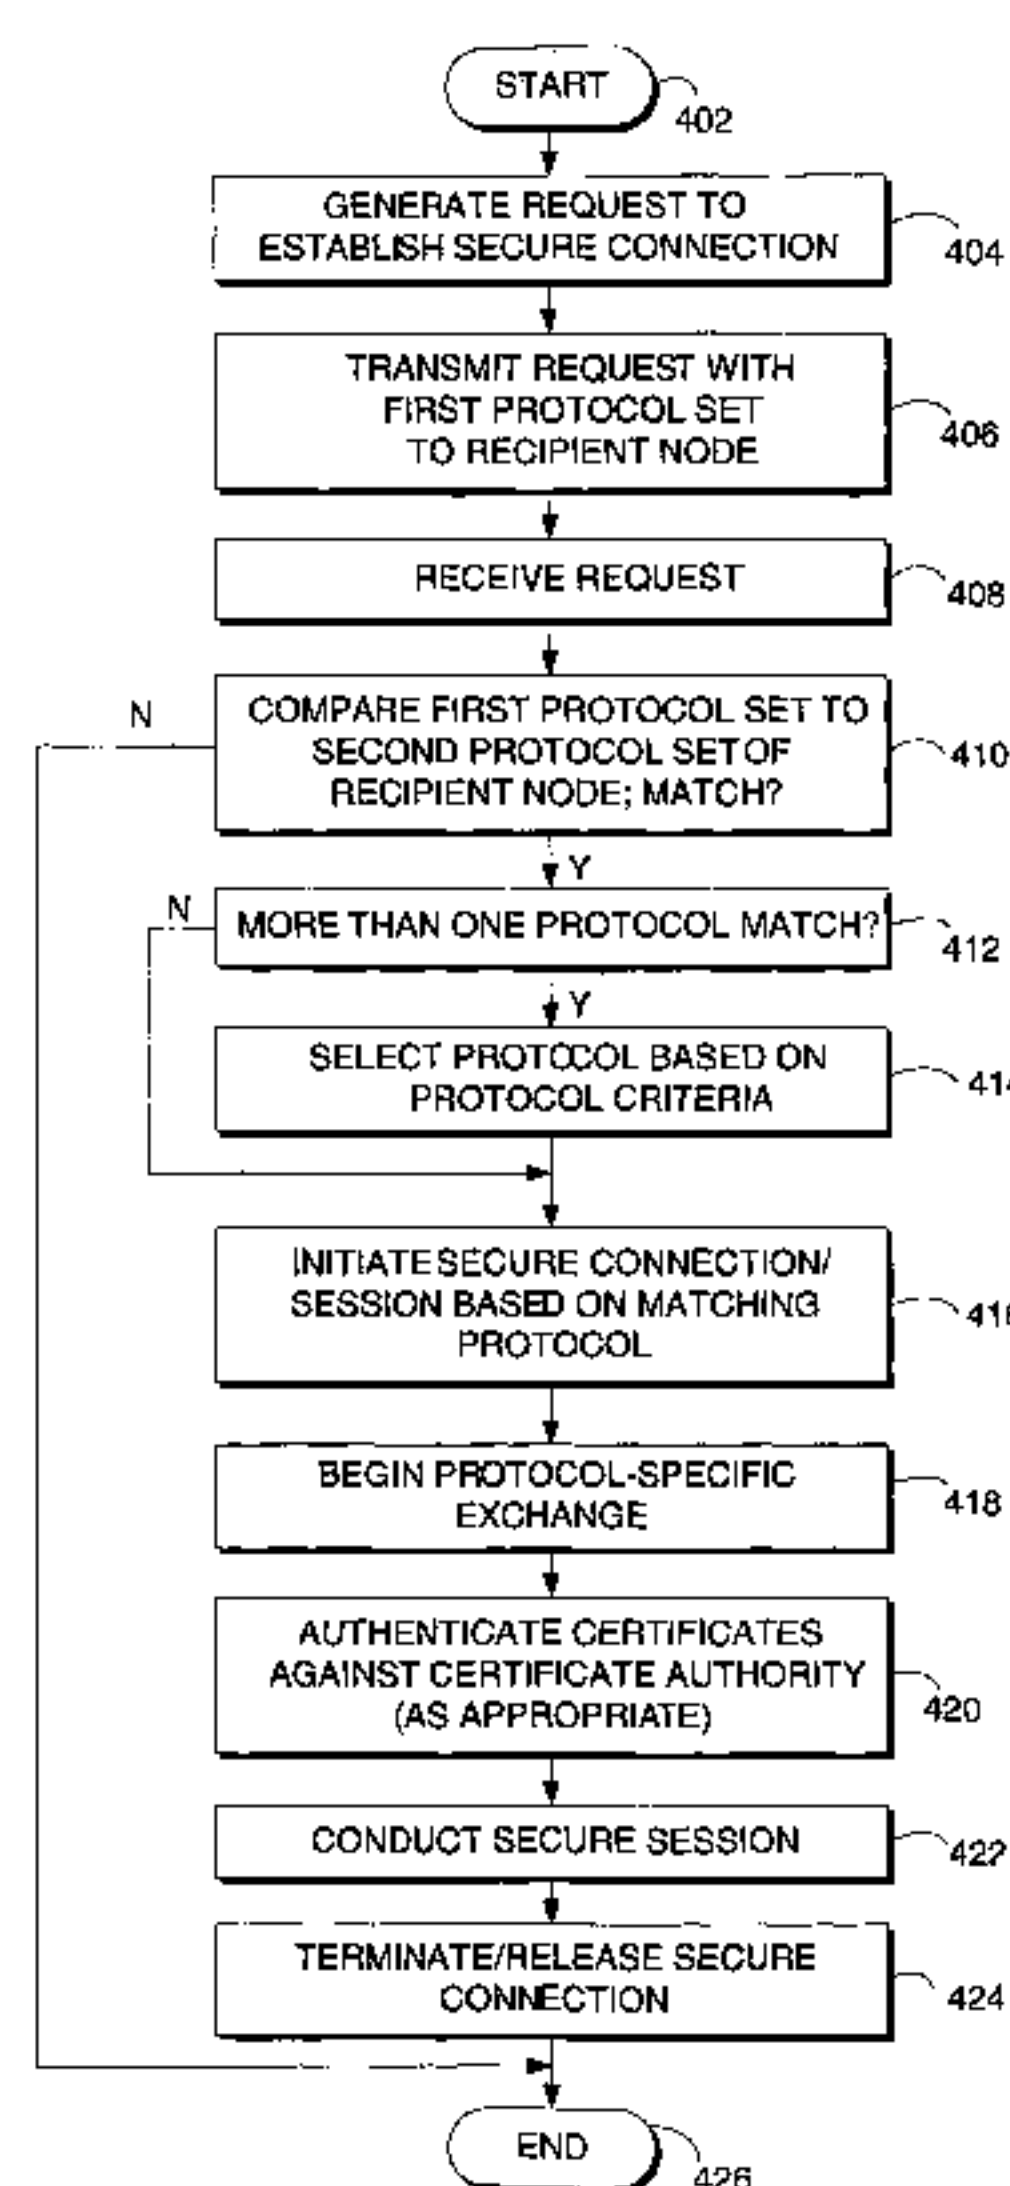 START
402
GENERATE REQUEST TO
ESTABLISH SECURE CONNECTION
404
TRANSMIT REQUEST WITH
FIRST PROTOCOL SET
TO RECIPIENT NODE
406
RECEIVE REQUEST
408
N
COMPARE FIRST PROTOCOL SET TO
SECOND PROTOCOL SET OF
RECIPIENT NODE; MATCH?
410
Y
N
MORE THAN ONE PROTOCOL MATCH?
412
Y
SELECT PROTOCOL BASED ON
PROTOCOL CRITERIA
414
INITIATE SECURE CONNECTION/
SESSION BASED ON MATCHING
PROTOCOL
416
BEGIN PROTOCOL-SPECIFIC
EXCHANGE
418
AUTHENTICATE CERTIFICATES
AGAINST CERTIFICATE AUTHORITY
(AS APPROPRIATE)
420
CONDUCT SECURE SESSION
422
TERMINATE/RELEASE SECURE
CONNECTION
424
END
426